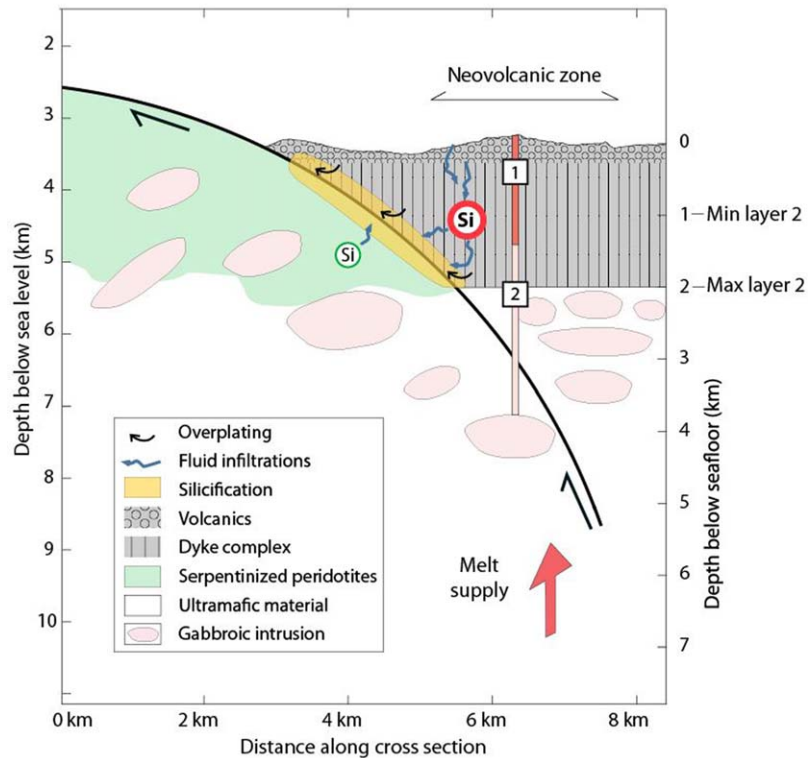 2
3
4
5
6
7
8
9
10
Depth below sea level (km)
Neovolcanic zone
0
1–Min layer 2
2–Max layer 2
3
4
5
6
7
Depth below seafloor (km)
1
2
Si
Si
Overplating
Fluid infiltrations
Silicification
Volcanics
Dyke complex
Serpentinized peridotites
Ultramafic material
Gabbroic intrusion
Melt
supply
0 km 2 km 4 km 6 km 8 km
Distance along cross section